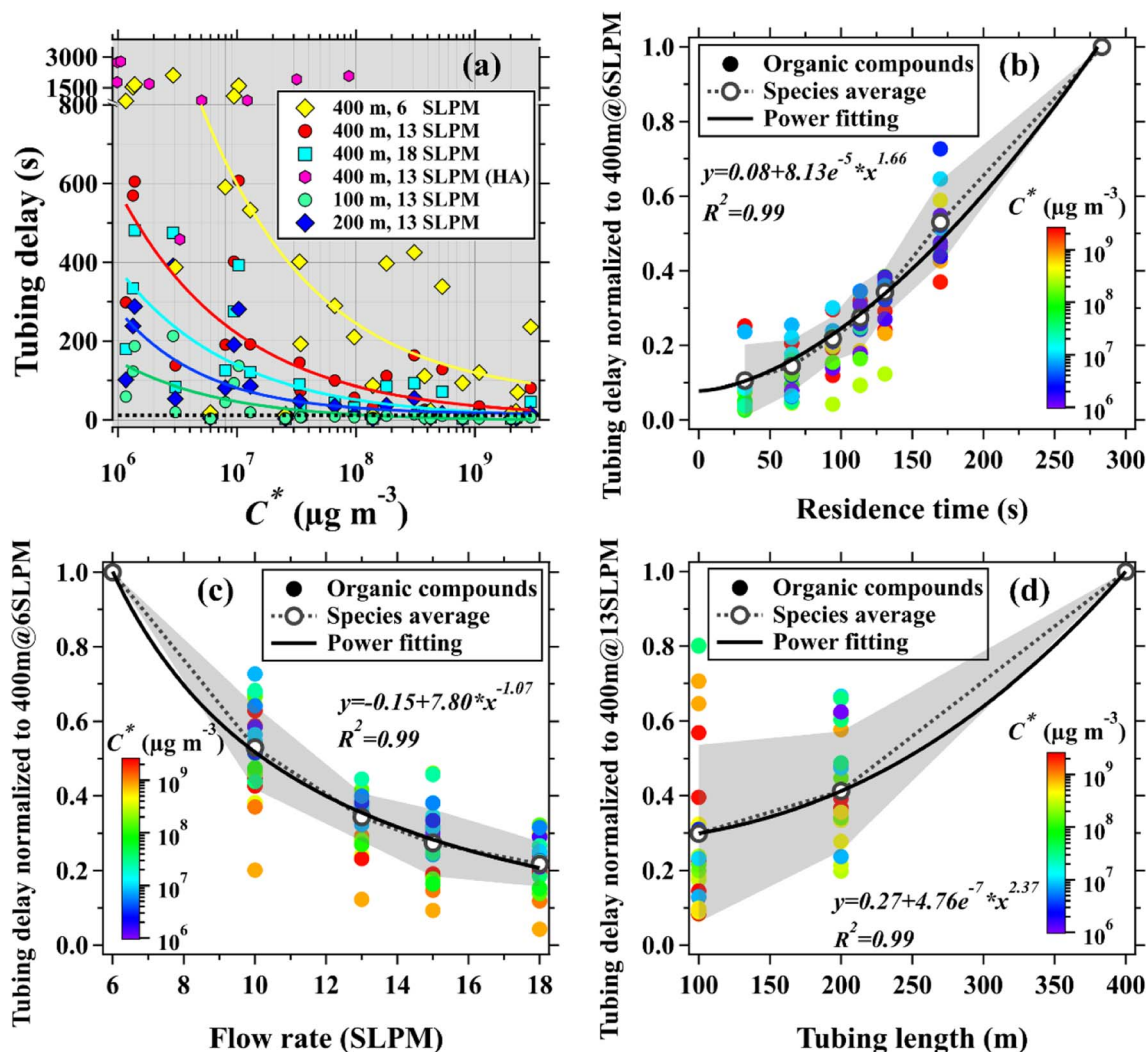 (a)
Tubing delay (s)
3000
1500
800
600
400
200
0
400 m, 6 SLPM
400 m, 13 SLPM
400 m, 18 SLPM
400 m, 13 SLPM (HA)
100 m, 13 SLPM
200 m, 13 SLPM
10^6
10^7
10^8
10^9
C* (μg m^-3)
(b)
Tubing delay normalized to 400m@6SLPM
1.0
0.8
0.6
0.4
0.2
0.0
Organic compounds
Species average
Power fitting
y=0.08+8.13e^-5*x^1.66
R^2=0.99
C* (μg m^-3)
10^9
10^8
10^7
10^6
0
50
100
150
200
250
300
Residence time (s)
(c)
Tubing delay normalized to 400m@6SLPM
1.0
0.8
0.6
0.4
0.2
0.0
Organic compounds
Species average
Power fitting
y=-0.15+7.80*x^-1.07
R^2=0.99
C* (μg m^-3)
10^9
10^8
10^7
10^6
6
8
10
12
14
16
18
Flow rate (SLPM)
(d)
Tubing delay normalized to 400m@13SLPM
1.0
0.8
0.6
0.4
0.2
0.0
Organic compounds
Species average
Power fitting
C* (μg m^-3)
10^9
10^8
10^7
10^6
y=0.27+4.76e^-7*x^2.37
R^2=0.99
100
150
200
250
300
350
400
Tubing length (m)